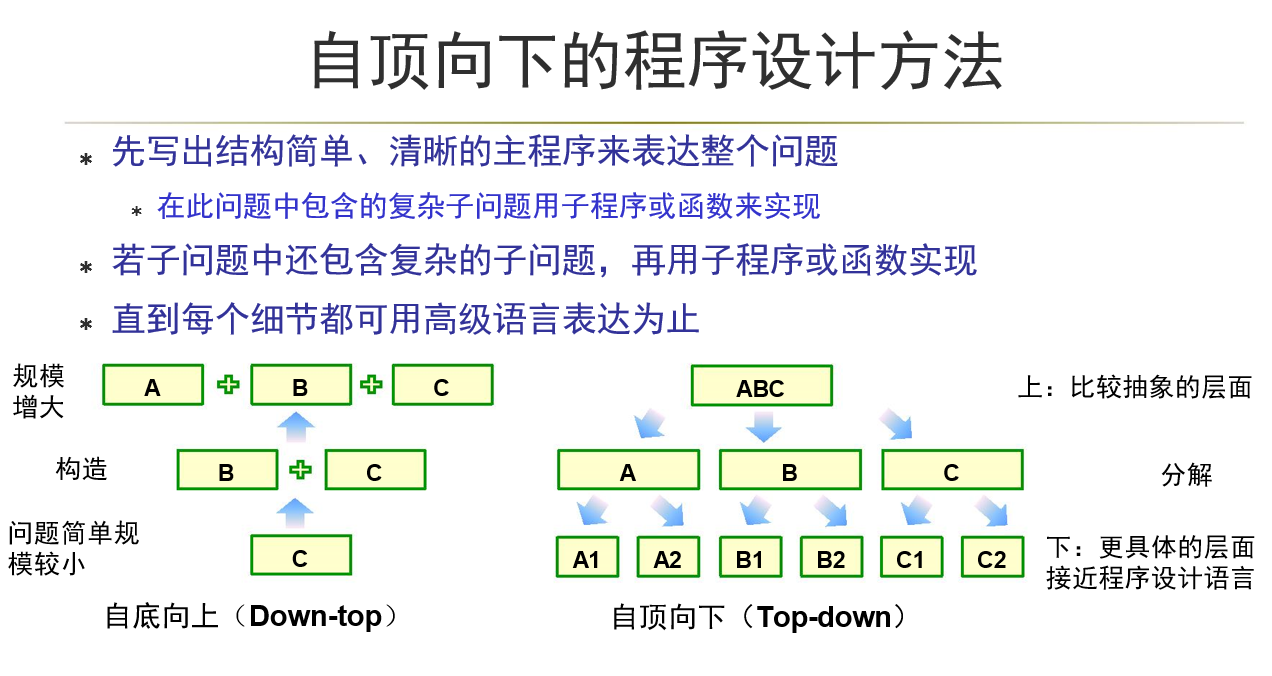 自顶向下的程序设计方法
* 先写出结构简单、清晰的主程序来表达整个问题
* 在此问题中包含的复杂子问题用子程序或函数来实现
* 若子问题中还包含复杂的子问题，再用子程序或函数实现
* 直到每个细节都可用高级语言表达为止
规模
增大
A + B + C
构造
B + C
问题简单规
模较小
C
自底向上（Down-top）
ABC
上：比较抽象的层面
A B C
分解
A1 A2 B1 B2 C1 C2
下：更具体的层面
接近程序设计语言
自顶向下（Top-down）